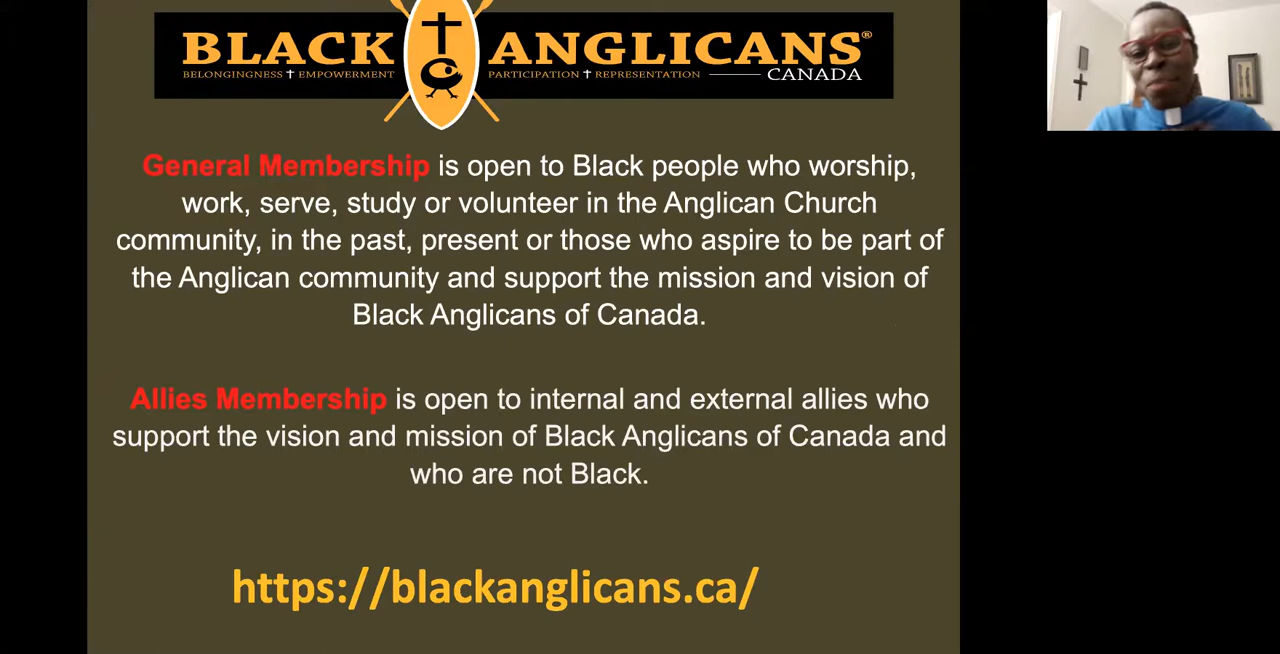 BLACK ANGLICANS®
BELONGINGNESS ✝ EMPOWERMENT PARTICIPATION ✝ REPRESENTATION CANADA
General Membership is open to Black people who worship,
work, serve, study or volunteer in the Anglican Church
community, in the past, present or those who aspire to be part of
the Anglican community and support the mission and vision of
Black Anglicans of Canada.
Allies Membership is open to internal and external allies who
support the vision and mission of Black Anglicans of Canada and
who are not Black.
https://blackanglicans.ca/